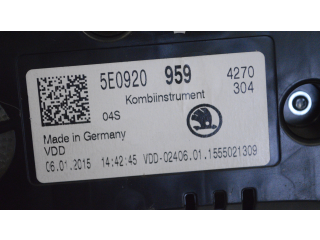 5E0920 959 4270
Kombiinstrument 304
04S
Made in Germany
VDD
06.01.2015 14:42:45 VDD-02406.01.1555021309